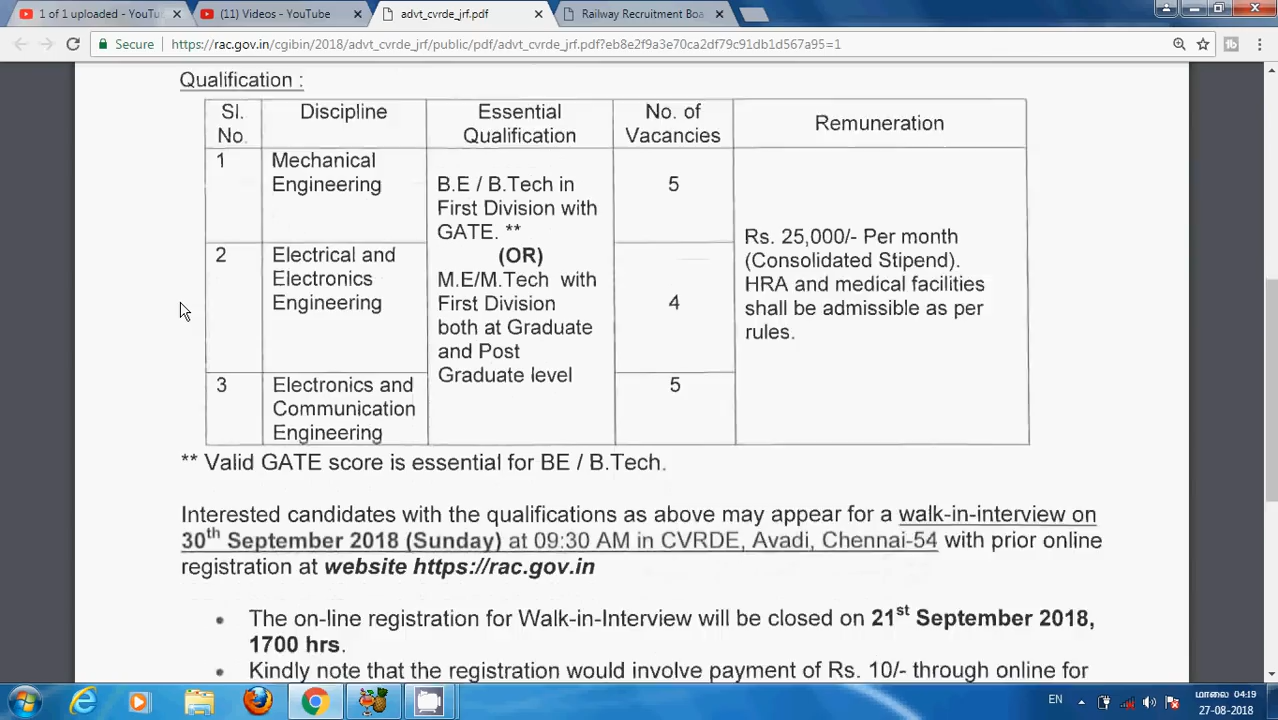 1 of 1 uploaded - YouTu
(11) Videos - YouTube
advt_cvrde_jrf.pdf
Railway Recruitment Boa
Secure
https://rac.gov.in/cgibin/2018/advt_cvrde_jrf/public/pdf/advt_cvrde_jrf.pdf?eb8e2f9a3e70ca2df79c91db1d567a95=1
Qualification :
Sl. No.
Discipline
Essential Qualification
No. of Vacancies
Remuneration
1
Mechanical Engineering
5
2
Electrical and Electronics Engineering
4
3
Electronics and Communication Engineering
5
B.E / B.Tech in
First Division with
GATE. **
(OR)
M.E/M.Tech with
First Division
both at Graduate
and Post
Graduate level
Rs. 25,000/- Per month
(Consolidated Stipend).
HRA and medical facilities
shall be admissible as per
rules.
** Valid GATE score is essential for BE / B.Tech.
Interested candidates with the qualifications as above may appear for a walk-in-interview on
30th September 2018 (Sunday) at 09:30 AM in CVRDE, Avadi, Chennai-54 with prior online
registration at website https://rac.gov.in
• The on-line registration for Walk-in-Interview will be closed on 21st September 2018,
1700 hrs.
• Kindly note that the registration would involve payment of Rs. 10/- through online for
EN
மாலை 04:19
27-08-2018